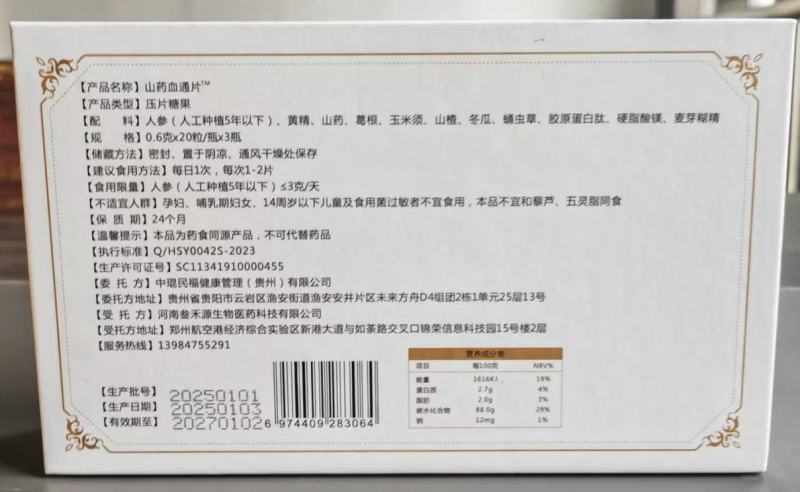 【产品名称】山药血通片™
【产品类型】压片糖果
【配 料】人参（人工种植5年以下）、黄精、山药、葛根、玉米须、山楂、冬瓜、蛹虫草、胶原蛋白肽、硬脂酸镁、麦芽糊精
【规 格】0.6克x20粒/瓶x3瓶
【储藏方法】密封、置于阴凉、通风干燥处保存
【建议食用方法】每日1次，每次1-2片
【食用限量】人参（人工种植5年以下）≤3克/天
【不适宜人群】孕妇、哺乳期妇女、14周岁以下儿童及食用菌过敏者不宜食用，本品不宜和藜芦、五灵脂同食
【保 质 期】24个月
【温馨提示】本品为药食同源产品，不可代替药品
【执行标准】Q/HSY0042S-2023
【生产许可证号】SC11341910000455
【委 托 方】中琨民福健康管理（贵州）有限公司
【委托方地址】贵州省贵阳市云岩区渔安街道渔安安井片区未来方舟D4组团2栋1单元25层13号
【受 托 方】河南叁禾源生物医药科技有限公司
【受托方地址】郑州航空港经济综合实验区新港大道与如荼路交叉口锦荣信息科技园15号楼2层
【服务热线】13984755291
【生产批号】20250101
【生产日期】20250103
【有效期至】20270102
6 974409 283064
营养成分表
项目 每100克 NRV%
能量 1616KJ 19%
蛋白质 2.7g 4%
脂肪 2.0g 3%
碳水化合物 88.0g 29%
钠 12mg 1%